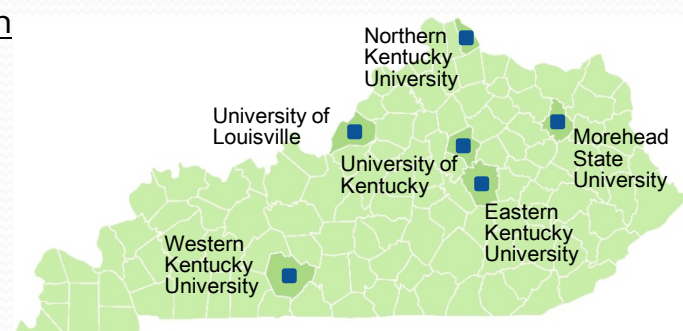 n
Northern
Kentucky
University
University of
Louisville
University of
Kentucky
Morehead
State
University
Eastern
Kentucky
University
Western
Kentucky
University